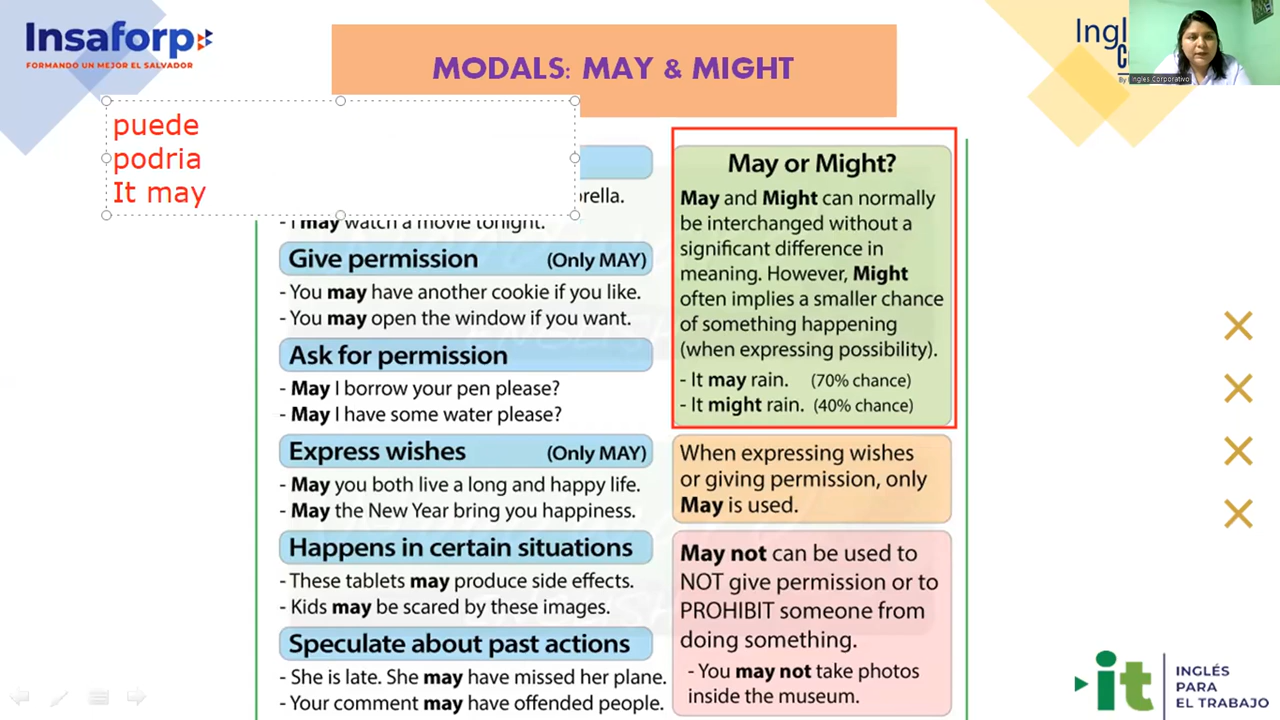 Insaforp
FORMANDO UN MEJOR EL SALVADOR
MODALS: MAY & MIGHT
Ingl
Ingles Corporativo
puede
podria
It may
rella.
- I may watch a movie tonight.
Give permission (Only MAY)
- You may have another cookie if you like.
- You may open the window if you want.
Ask for permission
- May I borrow your pen please?
- May I have some water please?
Express wishes (Only MAY)
- May you both live a long and happy life.
- May the New Year bring you happiness.
Happens in certain situations
- These tablets may produce side effects.
- Kids may be scared by these images.
Speculate about past actions
- She is late. She may have missed her plane.
- Your comment may have offended people.
May or Might?
May and Might can normally
be interchanged without a
significant difference in
meaning. However, Might
often implies a smaller chance
of something happening
(when expressing possibility).
- It may rain. (70% chance)
- It might rain. (40% chance)
When expressing wishes
or giving permission, only
May is used.
May not can be used to
NOT give permission or to
PROHIBIT someone from
doing something.
- You may not take photos
inside the museum.
it
INGLÉS
PARA
EL TRABAJO